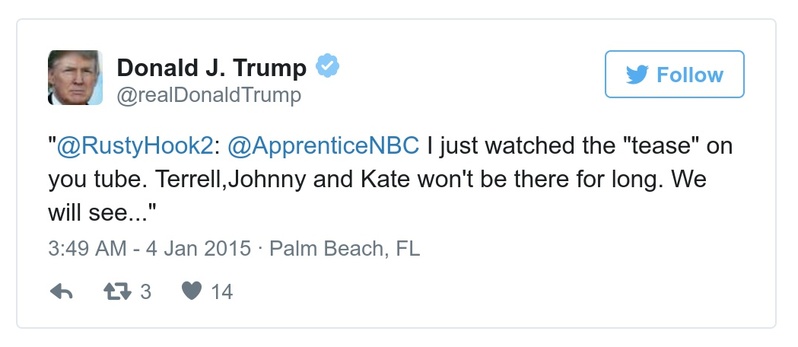 Donald J. Trump
@realDonaldTrump
Follow
"@RustyHook2: @ApprenticeNBC I just watched the "tease" on
you tube. Terrell,Johnny and Kate won't be there for long. We
will see..."
3:49 AM - 4 Jan 2015 · Palm Beach, FL
3 14